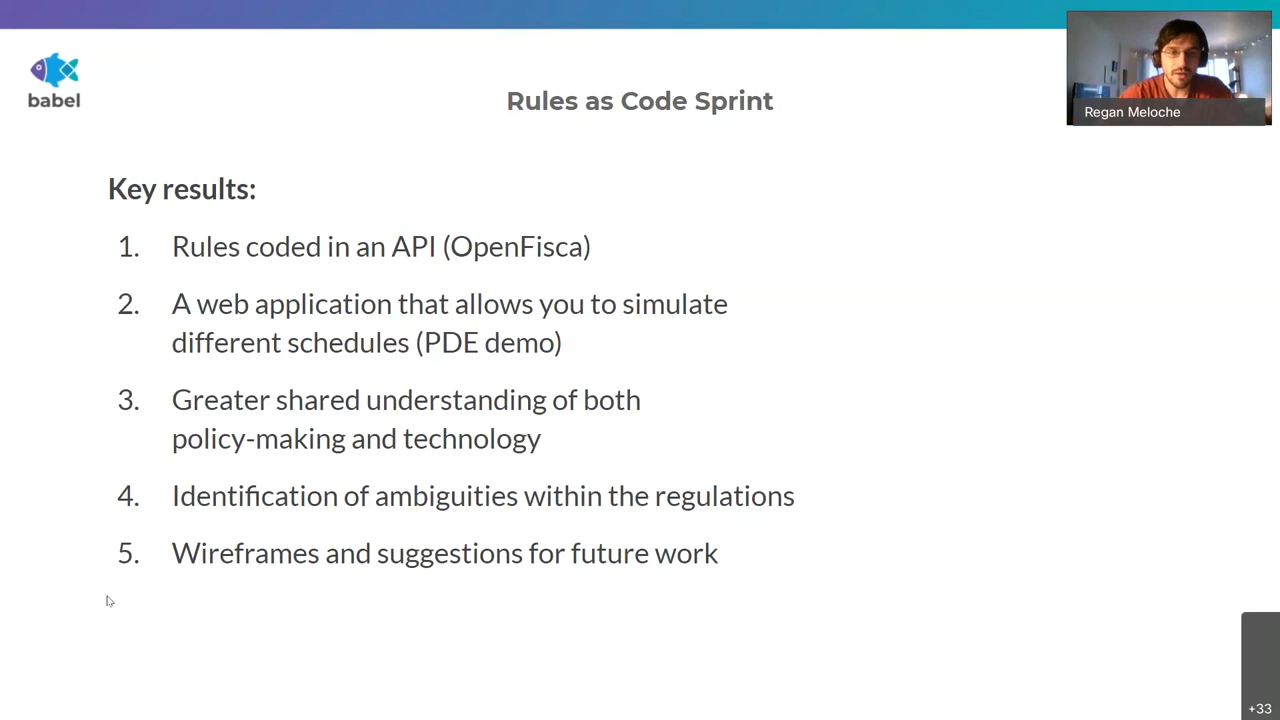 babel
Rules as Code Sprint
Regan Meloche
Key results:
1. Rules coded in an API (OpenFisca)
2. A web application that allows you to simulate
different schedules (PDE demo)
3. Greater shared understanding of both
policy-making and technology
4. Identification of ambiguities within the regulations
5. Wireframes and suggestions for future work
+33